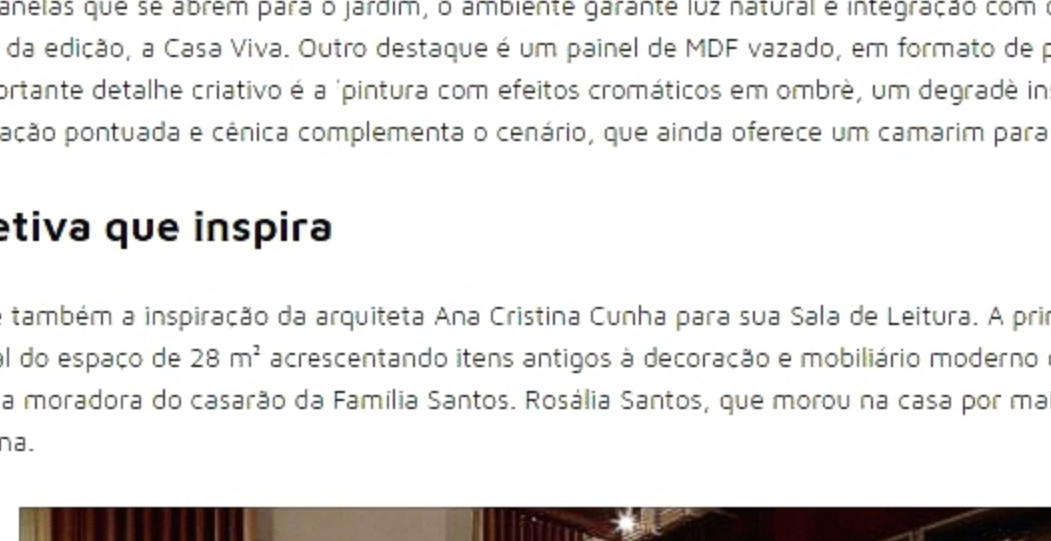 anelas que se abrem para o jardim, o ambiente garante luz natural e integração com
da edição, a Casa Viva. Outro destaque é um painel de MDF vazado, em formato de p
ortante detalhe criativo é a 'pintura com efeitos cromáticos em ombrè, um degradè in
ação pontuada e cênica complementa o cenário, que ainda oferece um camarim para
etiva que inspira
também a inspiração da arquiteta Ana Cristina Cunha para sua Sala de Leitura. A pri
al do espaço de 28 m² acrescentando itens antigos à decoração e mobiliário moderno
a moradora do casarão da Família Santos. Rosália Santos, que morou na casa por mai
na.